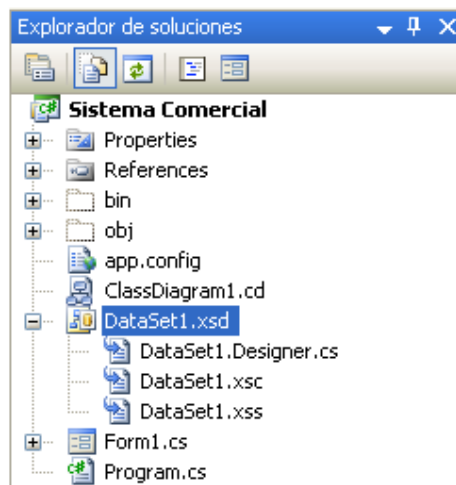 Explorador de soluciones
Sistema Comercial
Properties
References
bin
obj
app.config
ClassDiagram1.cd
DataSet1.xsd
DataSet1.Designer.cs
DataSet1.xsc
DataSet1.xss
Form1.cs
Program.cs